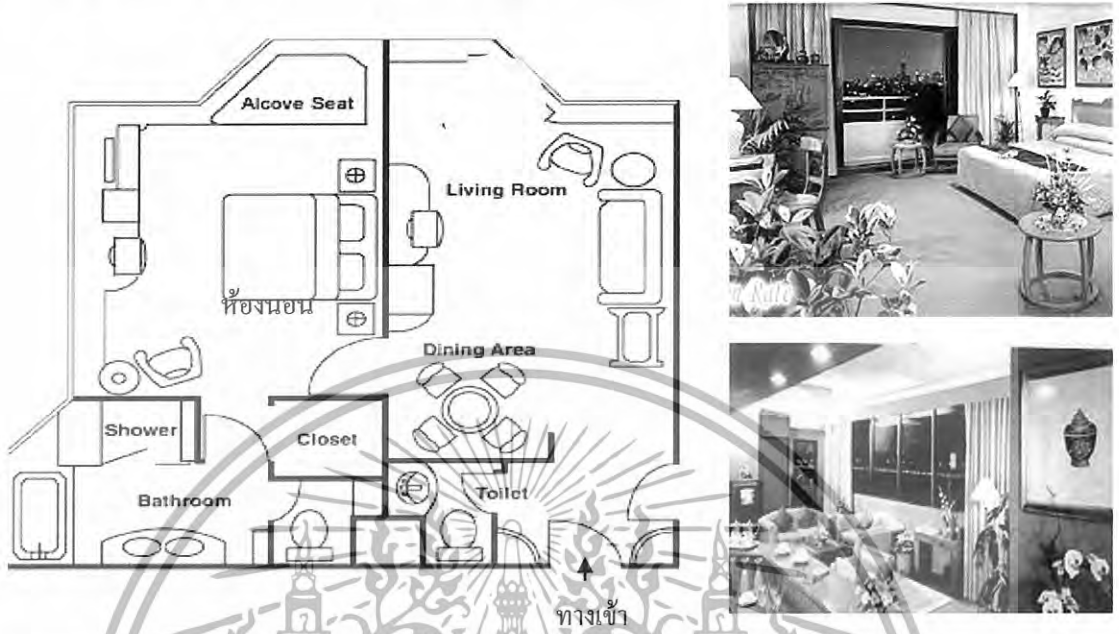 Alcove Seat
Living Room
ห้องนอน
Dining Area
Shower
Closet
Bathroom
Toilet
ทางเข้า
Rate